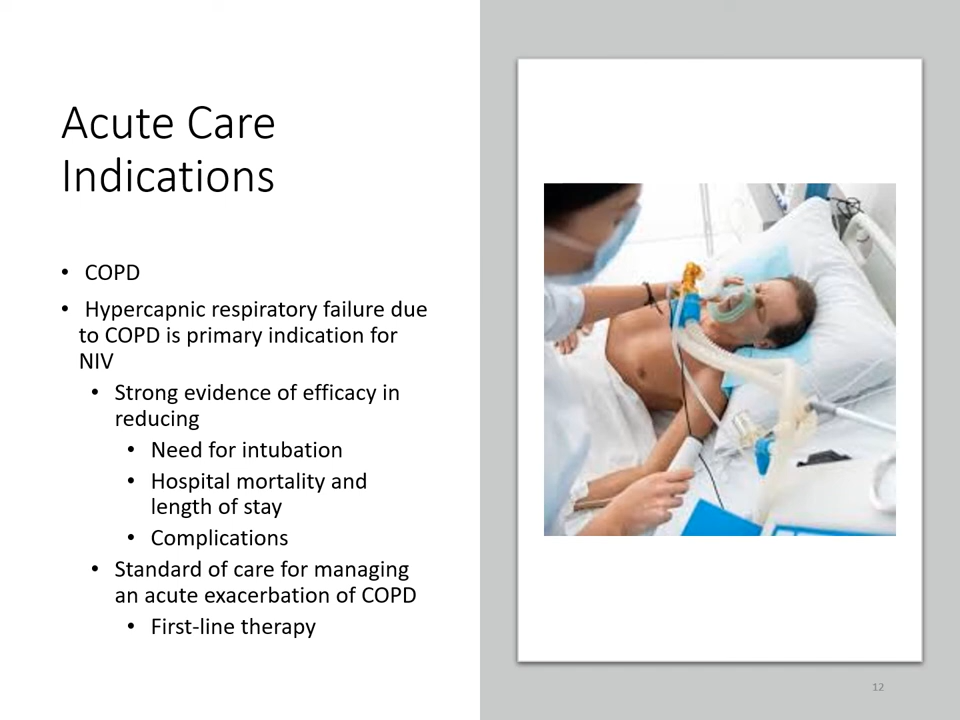 Acute Care
Indications
• COPD
• Hypercapnic respiratory failure due
to COPD is primary indication for
NIV
• Strong evidence of efficacy in
reducing
• Need for intubation
• Hospital mortality and
length of stay
• Complications
• Standard of care for managing
an acute exacerbation of COPD
• First-line therapy
12